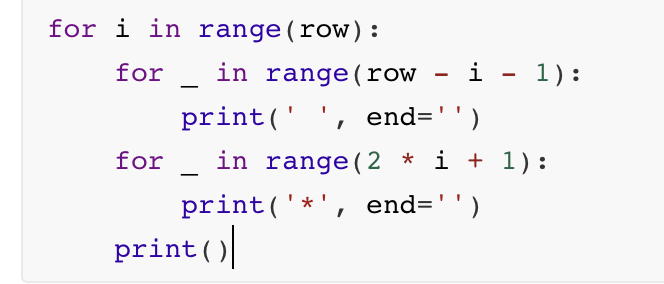 for i in range(row):
    for _ in range(row - i - 1):
        print(' ', end='')
    for _ in range(2 * i + 1):
        print('*', end='')
    print()